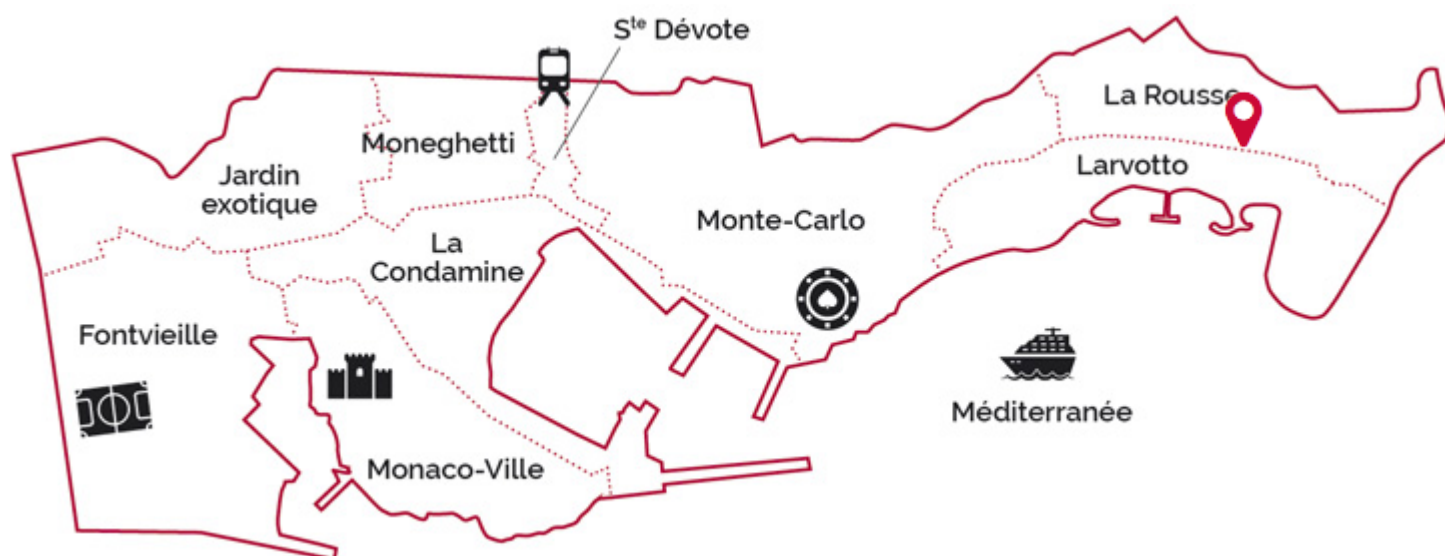 Sᵗᵉ Dévote
La Rousse
Moneghetti
Larvotto
Jardin
exotique
Monte-Carlo
La
Condamine
Fontvieille
Méditerranée
Monaco-Ville